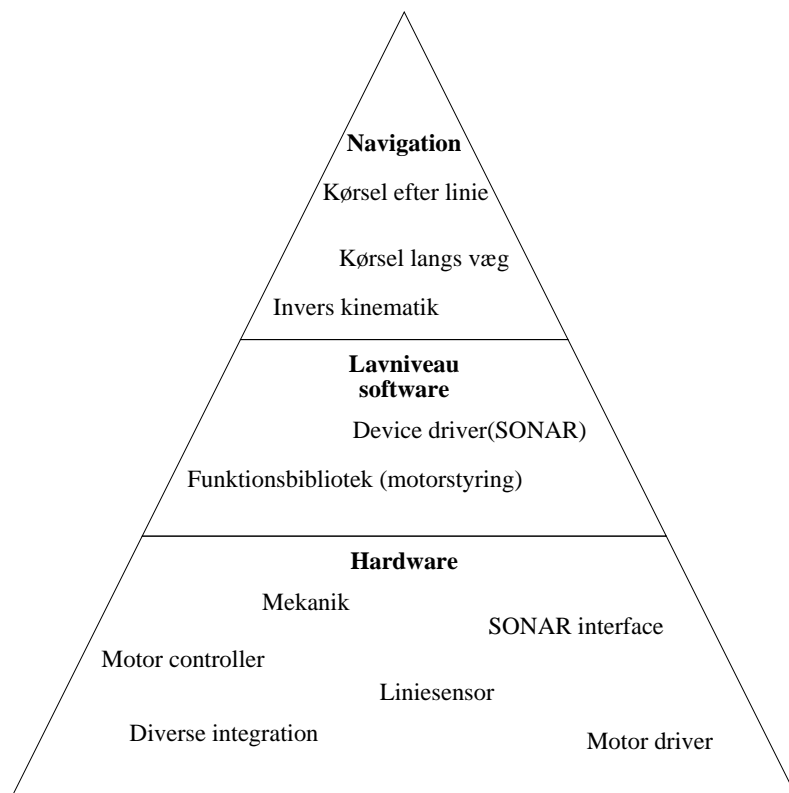 Navigation
Kørsel efter linie
Kørsel langs væg
Invers kinematik
Lavniveau
software
Device driver(SONAR)
Funktionsbibliotek (motorstyring)
Hardware
Mekanik
SONAR interface
Motor controller
Liniesensor
Diverse integration
Motor driver